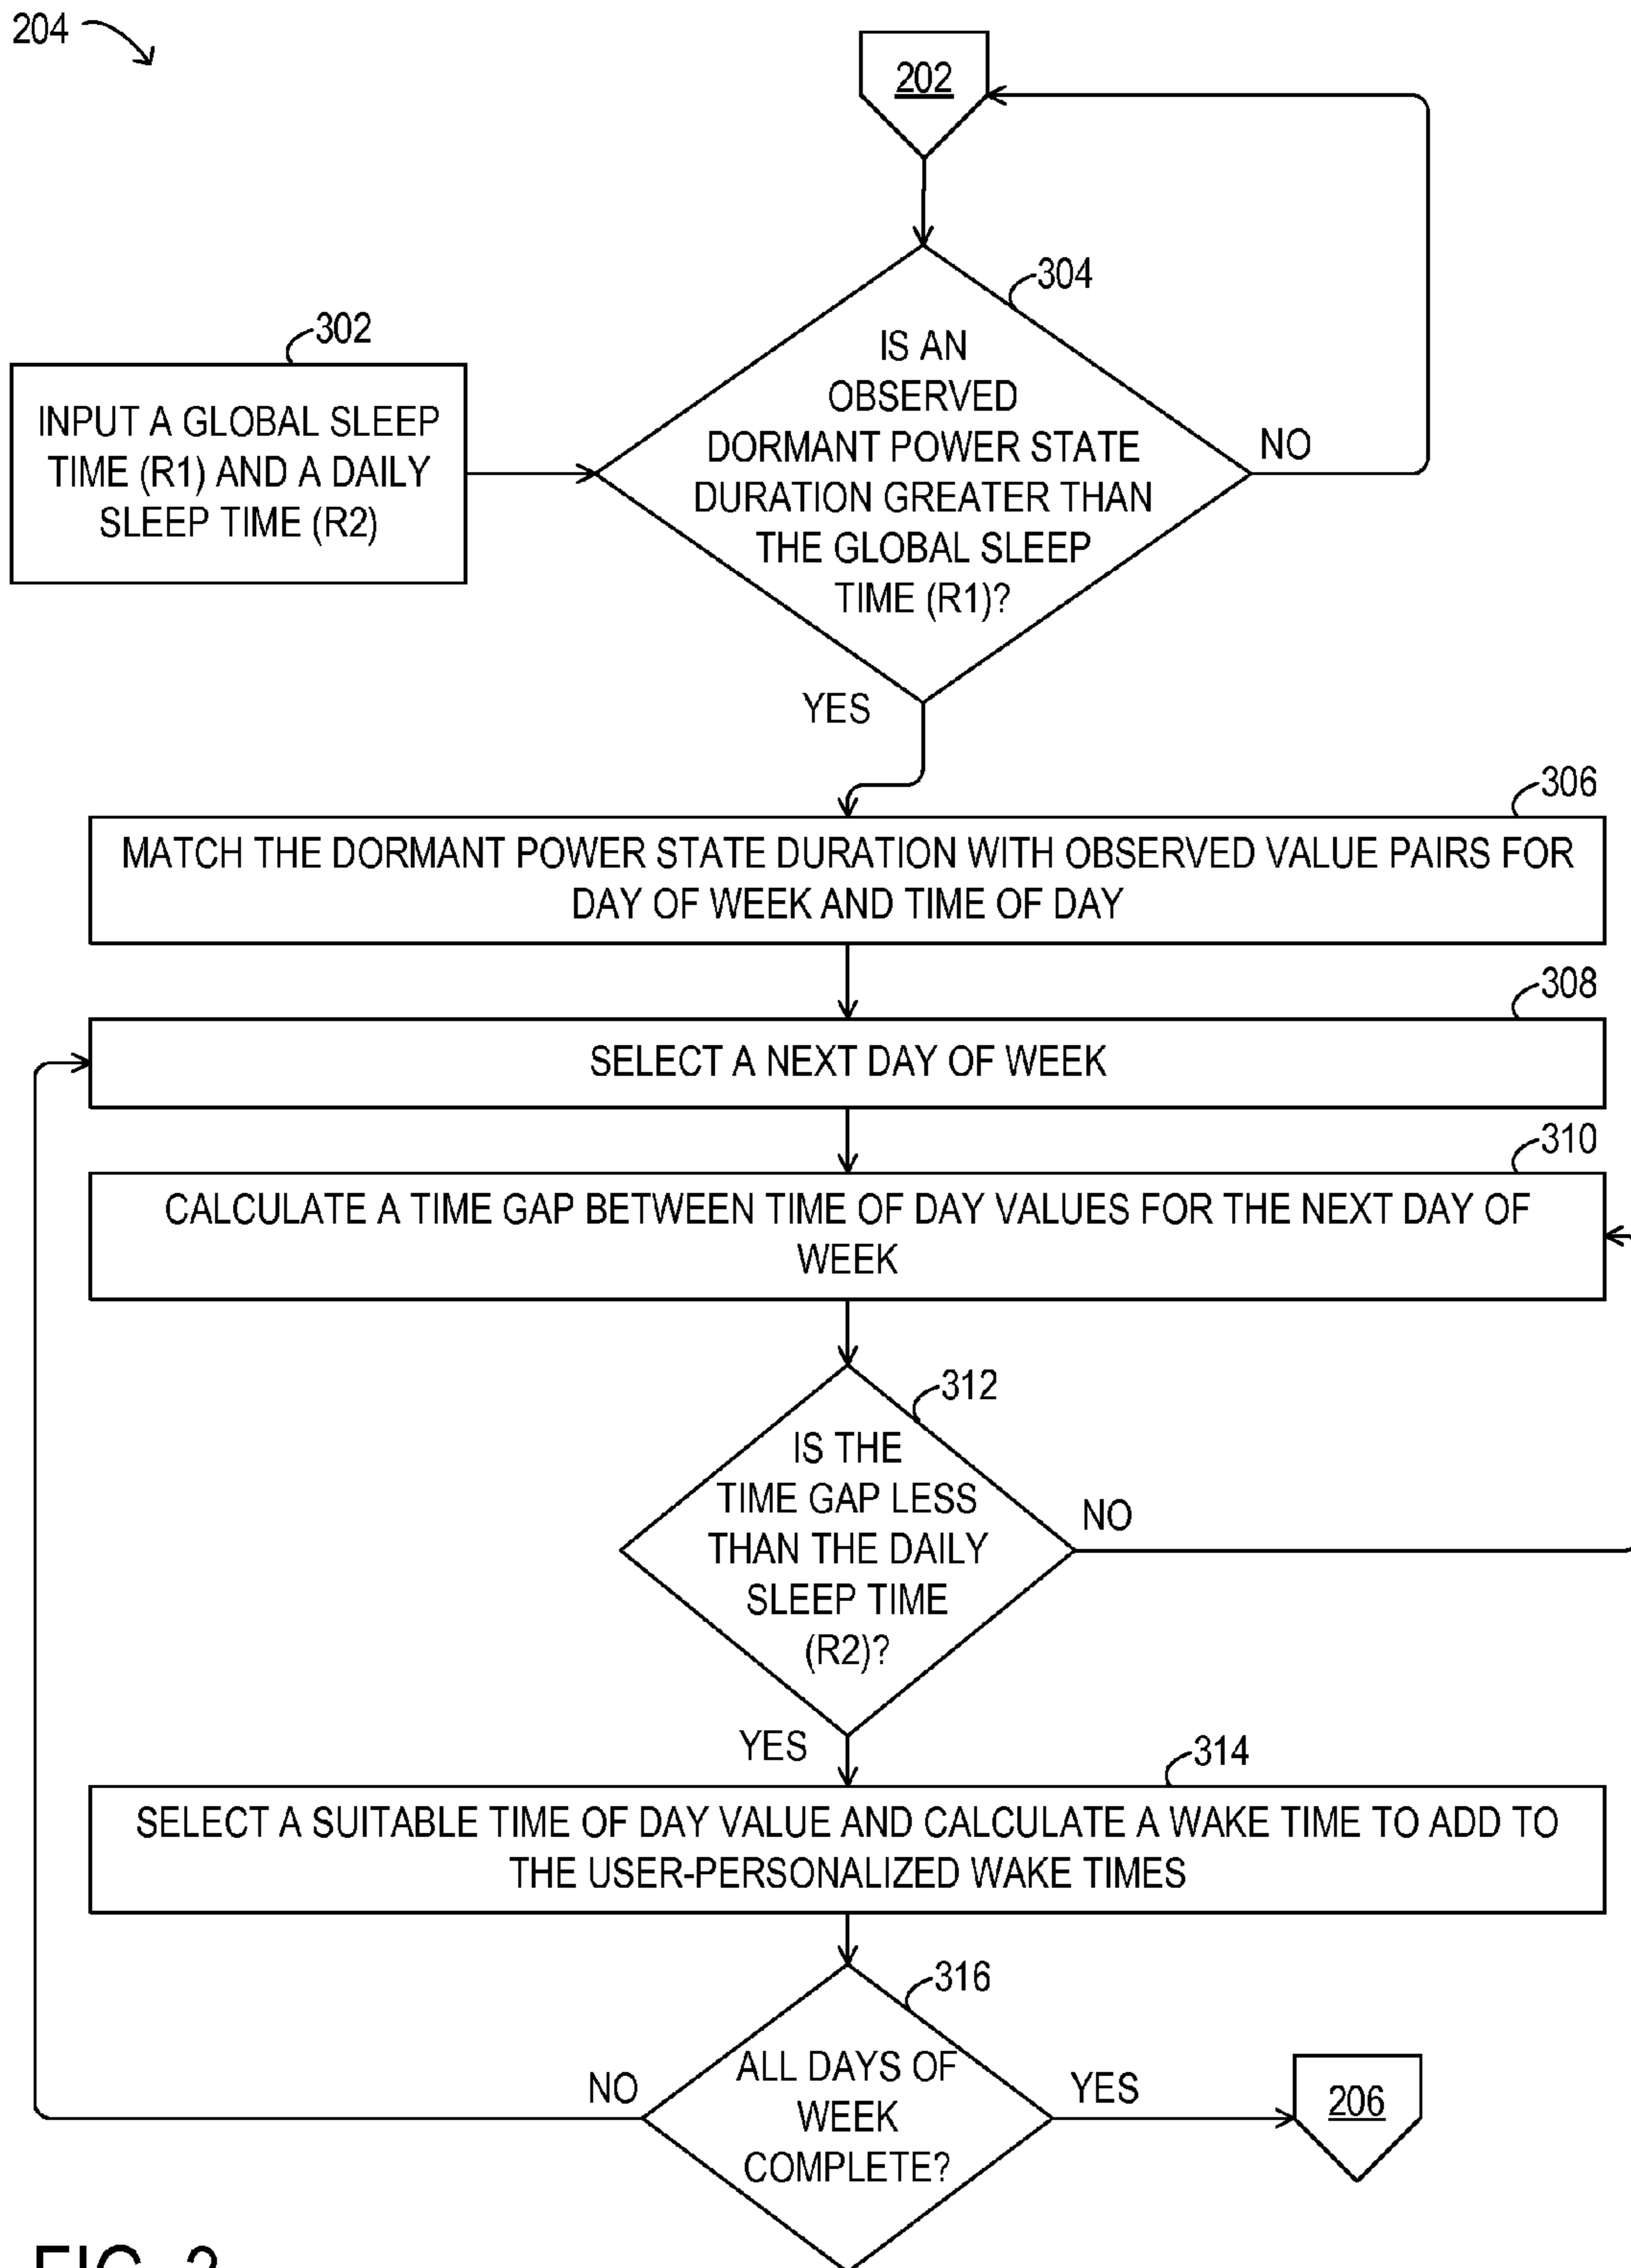 204
202
304
302
IS AN
OBSERVED
DORMANT POWER STATE
DURATION GREATER THAN
THE GLOBAL SLEEP
TIME (R1)?
NO
INPUT A GLOBAL SLEEP
TIME (R1) AND A DAILY
SLEEP TIME (R2)
YES
306
MATCH THE DORMANT POWER STATE DURATION WITH OBSERVED VALUE PAIRS FOR
DAY OF WEEK AND TIME OF DAY
308
SELECT A NEXT DAY OF WEEK
310
CALCULATE A TIME GAP BETWEEN TIME OF DAY VALUES FOR THE NEXT DAY OF
WEEK
312
IS THE
TIME GAP LESS
THAN THE DAILY
SLEEP TIME
(R2)?
NO
YES
314
SELECT A SUITABLE TIME OF DAY VALUE AND CALCULATE A WAKE TIME TO ADD TO
THE USER-PERSONALIZED WAKE TIMES
316
ALL DAYS OF
WEEK
COMPLETE?
NO
YES
206